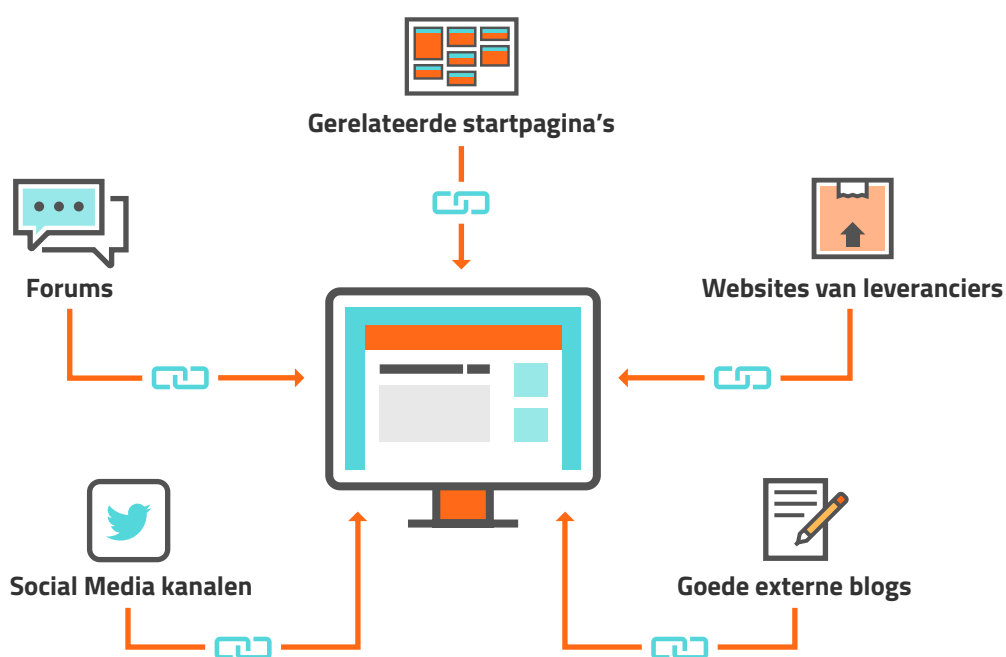 Gerelateerde startpagina’s
Forums
Websites van leveranciers
Social Media kanalen
Goede externe blogs